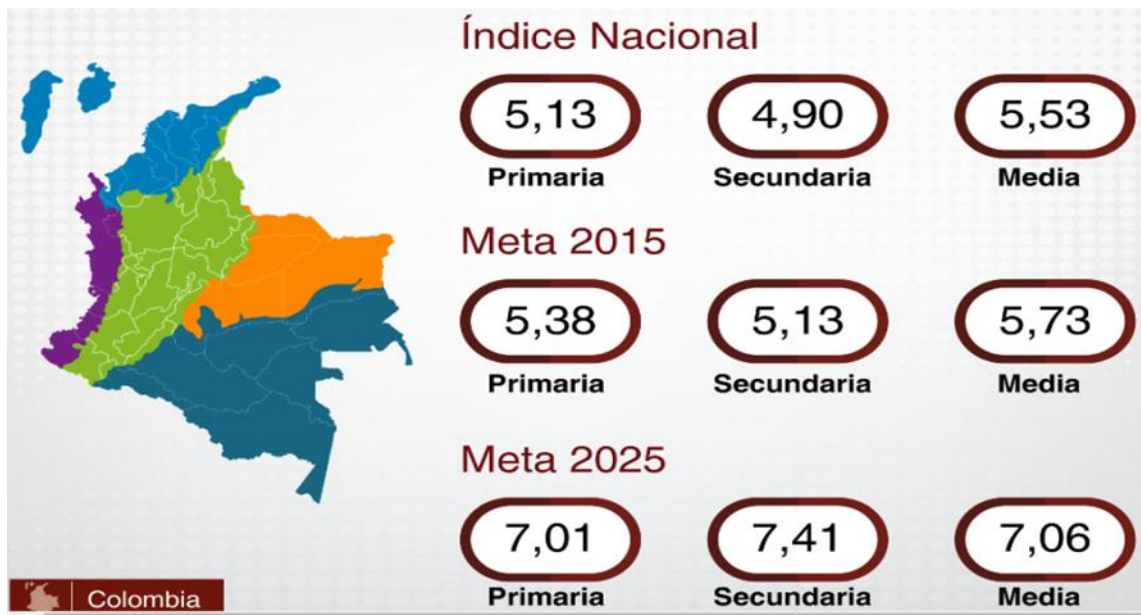 Índice Nacional
5,13 4,90 5,53
Primaria Secundaria Media
Meta 2015
5,38 5,13 5,73
Primaria Secundaria Media
Meta 2025
7,01 7,41 7,06
Primaria Secundaria Media
Colombia